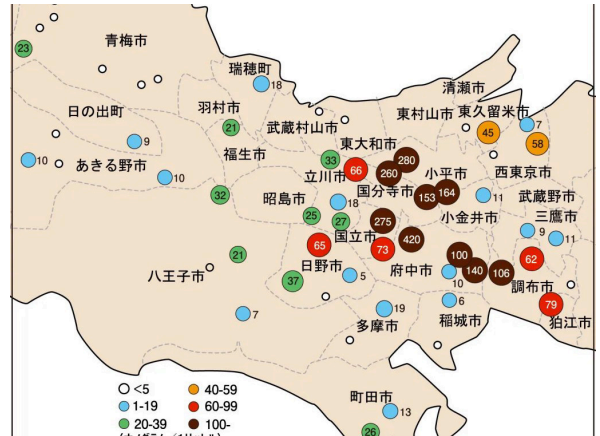 青梅市
23
瑞穂町
18
清瀬市
日の出町
羽村市
21
武蔵村山市
東村山市
東久留米市
7
45
58
9
10
あきる野市
福生市
東大和市
33
立川市
66
280
260
小平市
西東京市
10
32
国分寺市
153
164
11
武蔵野市
昭島市
18
25
27
275
小金井市
三鷹市
9
11
国立市
65
73
420
府中市
100
140
10
106
62
21
日野市
八王子市
37
5
調布市
7
19
多摩市
6
稲城市
79
狛江市
<5
40-59
1-19
60-99
20-39
100-
町田市
13
26